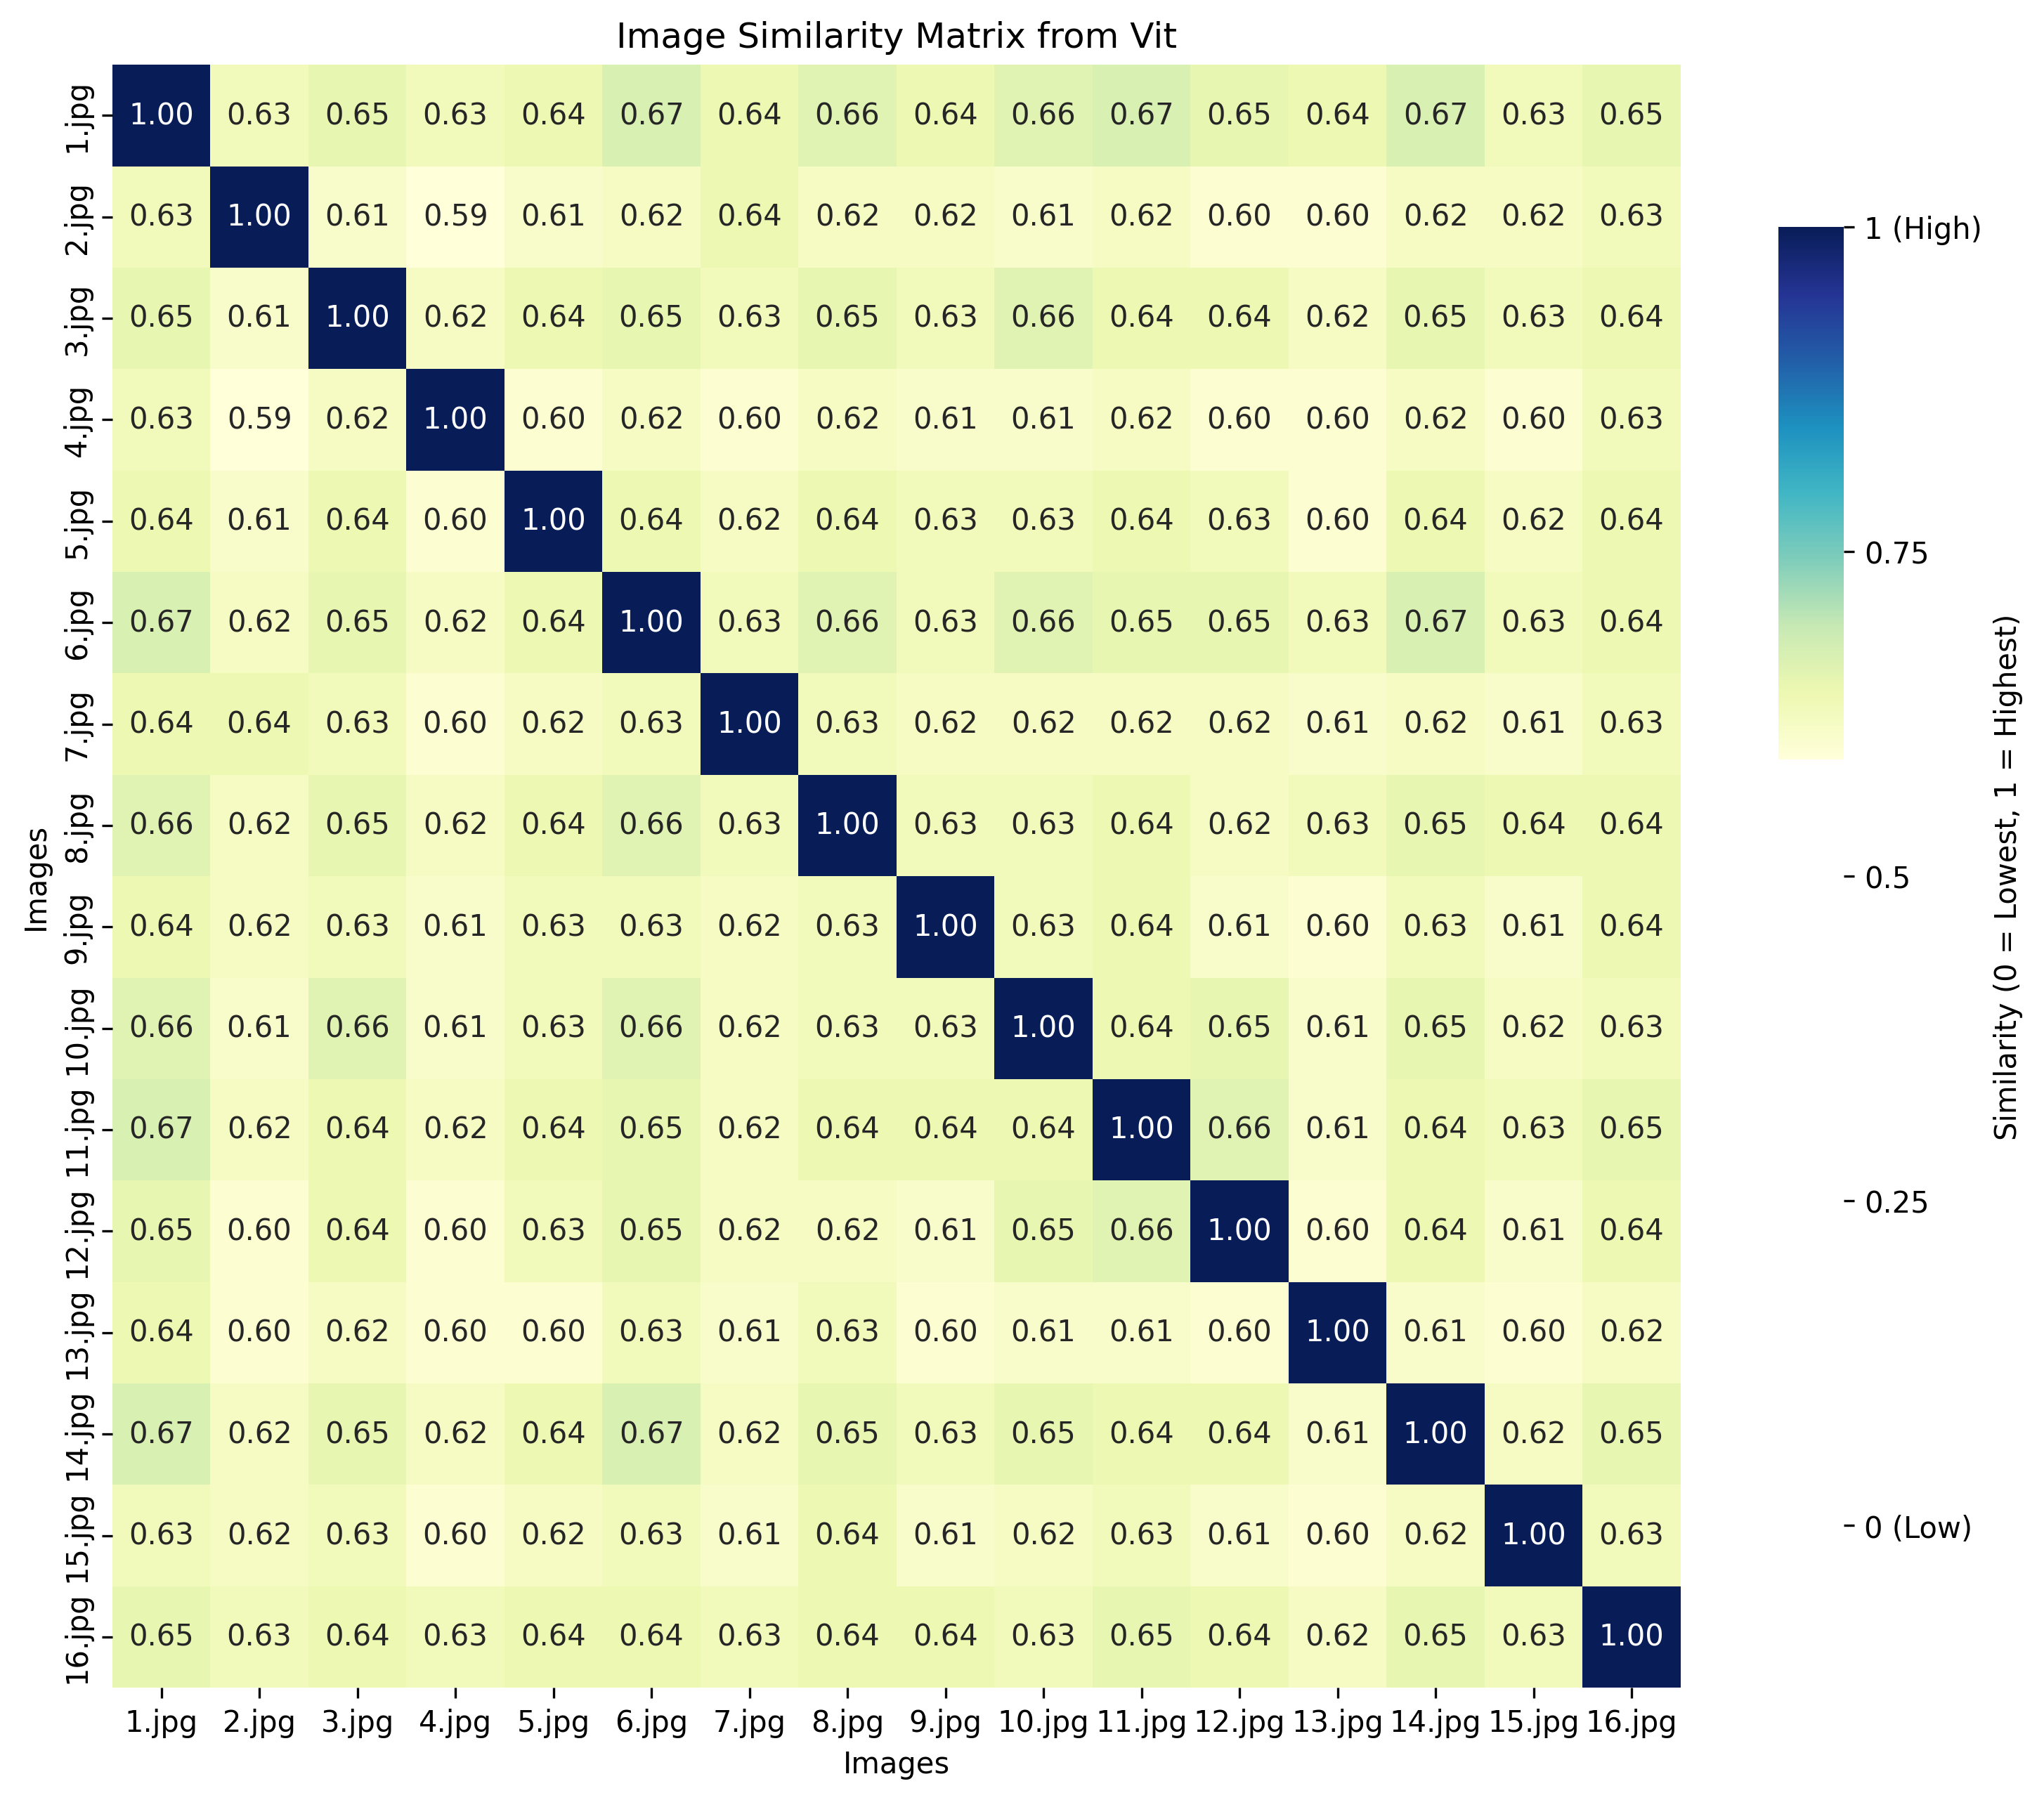 Image Similarity Matrix from Vit
1.jpg 1.00 0.63 0.65 0.63 0.64 0.67 0.64 0.66 0.64 0.66 0.67 0.65 0.64 0.67 0.63 0.65
2.jpg 0.63 1.00 0.61 0.59 0.61 0.62 0.64 0.62 0.62 0.61 0.62 0.60 0.60 0.62 0.62 0.63
3.jpg 0.65 0.61 1.00 0.62 0.64 0.65 0.63 0.65 0.63 0.66 0.64 0.64 0.62 0.65 0.63 0.64
4.jpg 0.63 0.59 0.62 1.00 0.60 0.62 0.60 0.62 0.61 0.61 0.62 0.60 0.60 0.62 0.60 0.63
5.jpg 0.64 0.61 0.64 0.60 1.00 0.64 0.62 0.64 0.63 0.63 0.64 0.63 0.60 0.64 0.62 0.64
6.jpg 0.67 0.62 0.65 0.62 0.64 1.00 0.63 0.66 0.63 0.66 0.65 0.65 0.63 0.67 0.63 0.64
7.jpg 0.64 0.64 0.63 0.60 0.62 0.63 1.00 0.63 0.62 0.62 0.62 0.62 0.61 0.62 0.61 0.63
8.jpg 0.66 0.62 0.65 0.62 0.64 0.66 0.63 1.00 0.63 0.63 0.64 0.62 0.63 0.65 0.64 0.64
9.jpg 0.64 0.62 0.63 0.61 0.63 0.63 0.62 0.63 1.00 0.63 0.64 0.61 0.60 0.63 0.61 0.64
10.jpg 0.66 0.61 0.66 0.61 0.63 0.66 0.62 0.63 0.63 1.00 0.64 0.65 0.61 0.65 0.62 0.63
11.jpg 0.67 0.62 0.64 0.62 0.64 0.65 0.62 0.64 0.64 0.64 1.00 0.66 0.61 0.64 0.63 0.65
12.jpg 0.65 0.60 0.64 0.60 0.63 0.65 0.62 0.62 0.61 0.65 0.66 1.00 0.60 0.64 0.61 0.64
13.jpg 0.64 0.60 0.62 0.60 0.60 0.63 0.61 0.63 0.60 0.61 0.61 0.60 1.00 0.61 0.60 0.62
14.jpg 0.67 0.62 0.65 0.62 0.64 0.67 0.62 0.65 0.63 0.65 0.64 0.64 0.61 1.00 0.62 0.65
15.jpg 0.63 0.62 0.63 0.60 0.62 0.63 0.61 0.64 0.61 0.62 0.63 0.61 0.60 0.62 1.00 0.63
16.jpg 0.65 0.63 0.64 0.63 0.64 0.64 0.63 0.64 0.64 0.63 0.65 0.64 0.62 0.65 0.63 1.00
1.jpg 2.jpg 3.jpg 4.jpg 5.jpg 6.jpg 7.jpg 8.jpg 9.jpg 10.jpg 11.jpg 12.jpg 13.jpg 14.jpg 15.jpg 16.jpg
Images
Images
1 (High)
0.75
0.5
0.25
0 (Low)
Similarity (0 = Lowest, 1 = Highest)